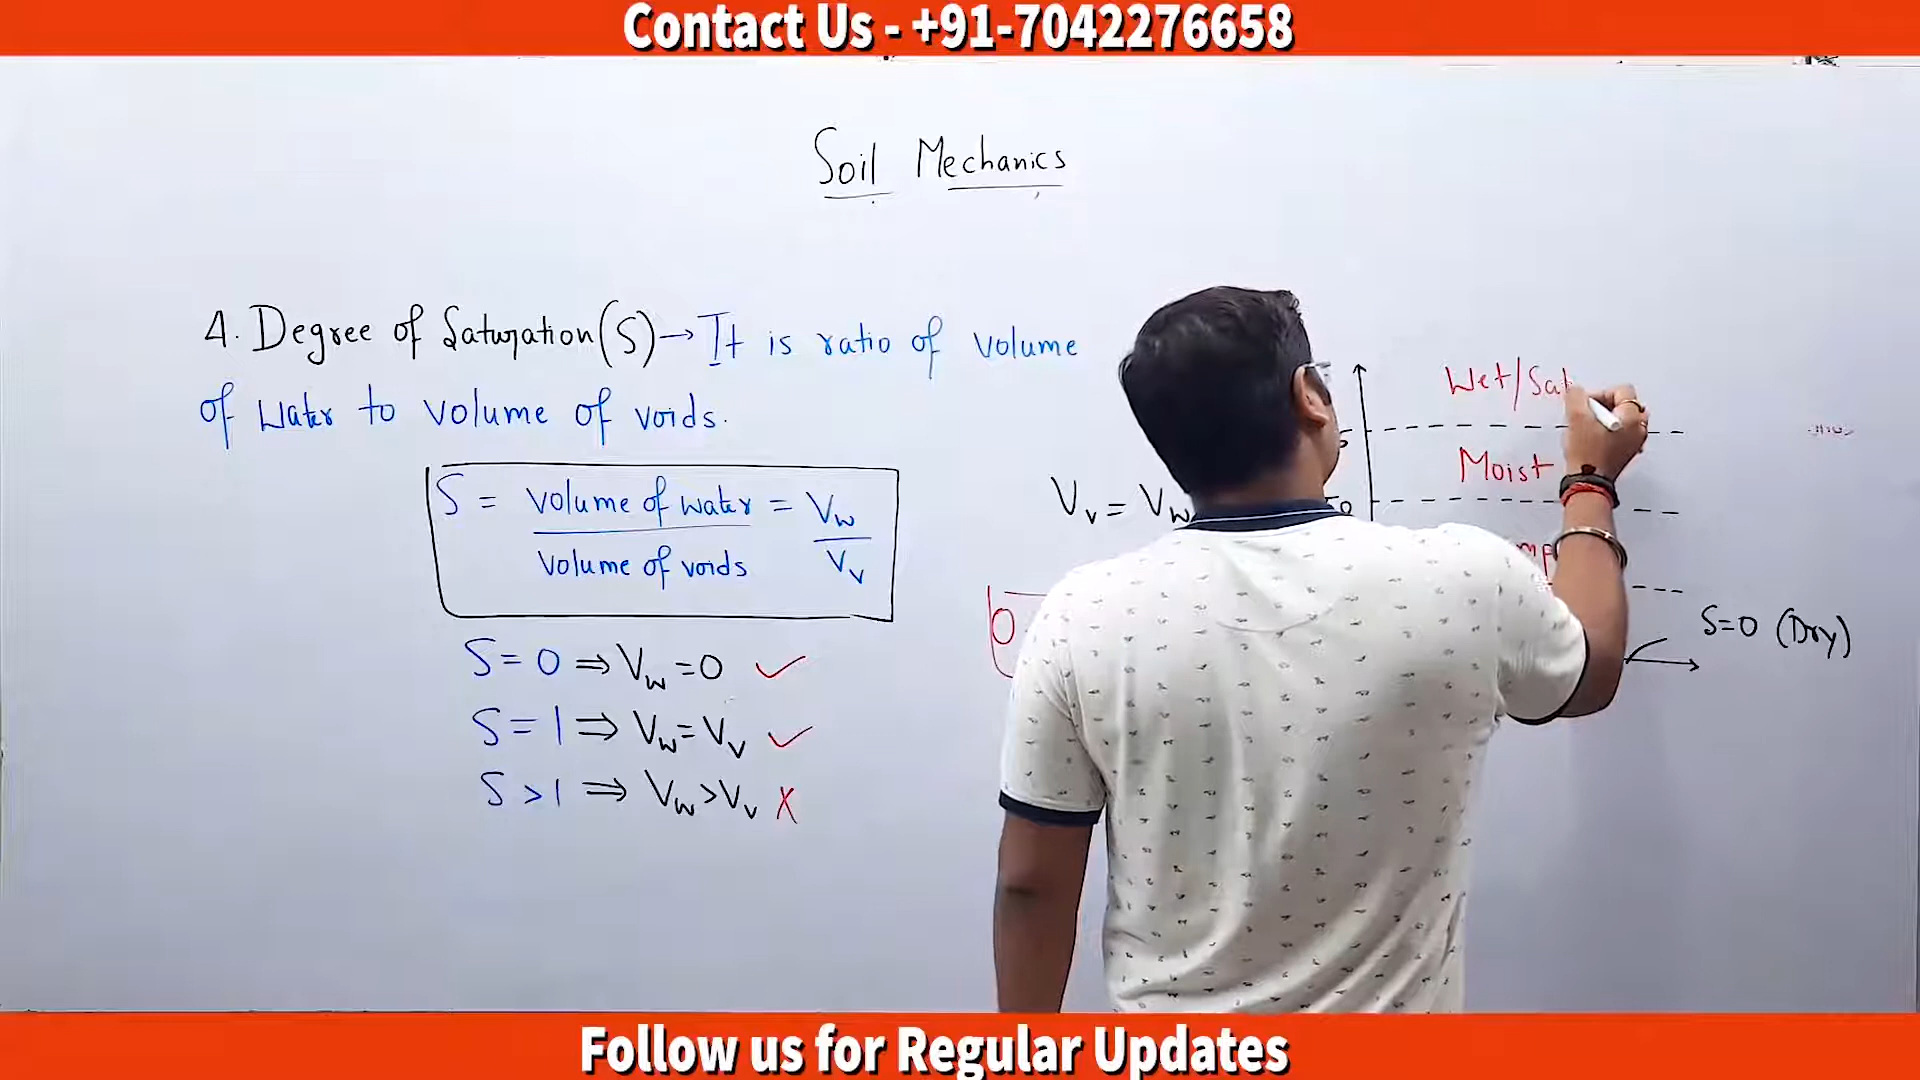 Contact Us - +91-7042276658
Soil Mechanics
4. Degree of Saturation (S) → It is ratio of volume
of water to volume of voids.
S = volume of water = Vw
volume of voids Vv
S = 0 ⇒ Vw = 0 ✓
S = 1 ⇒ Vw = Vv ✓
S > 1 ⇒ Vw > Vv X
Vv = Vw
0
Wet/Sat
Moist
S=0 (Dry)
Follow us for Regular Updates